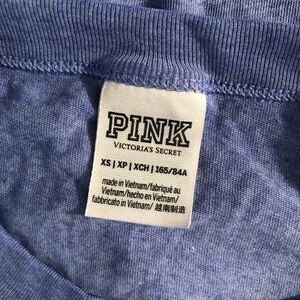 PINK
VICTORIA'S SECRET
XS | XP | XCH | 165/84A
made in Vietnam/fabriqué au
Vietnam/hecho en Vietnam/
fabbricato in Vietnam/ 越南制造